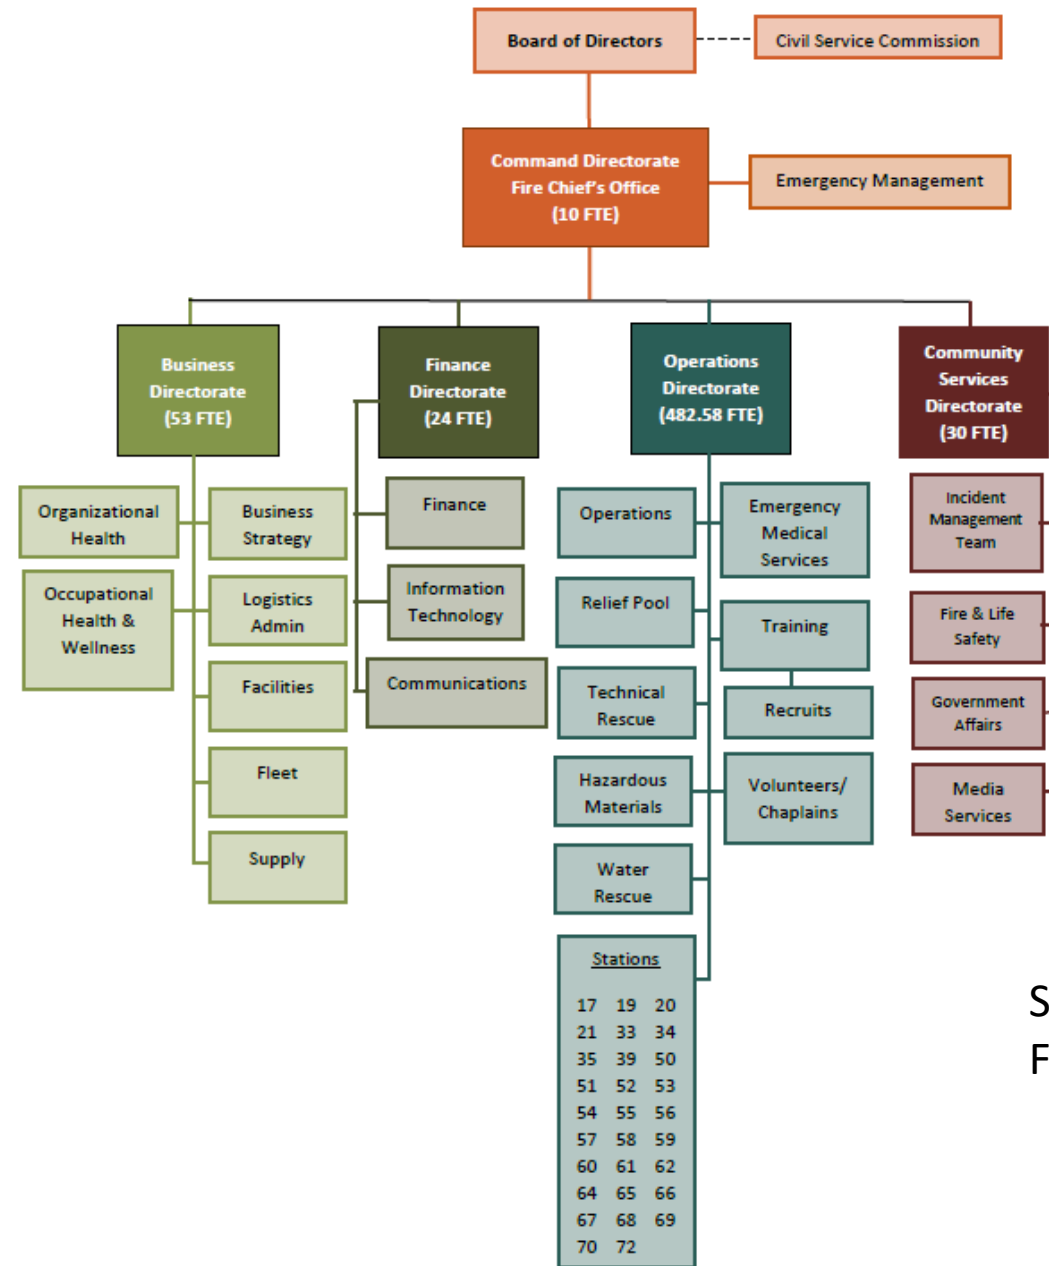 Board of Directors
Civil Service Commission
Command Directorate
Fire Chief's Office
(10 FTE)
Emergency Management
Business
Directorate
(53 FTE)
Finance
Directorate
(24 FTE)
Operations
Directorate
(482.58 FTE)
Community
Services
Directorate
(30 FTE)
Organizational
Health
Occupational
Health &
Wellness
Business
Strategy
Logistics
Admin
Facilities
Fleet
Supply
Finance
Information
Technology
Communications
Operations
Relief Pool
Technical
Rescue
Hazardous
Materials
Water
Rescue
Emergency
Medical
Services
Training
Recruits
Volunteers/
Chaplains
Incident
Management
Team
Fire & Life
Safety
Government
Affairs
Media
Services
Stations
17 19 20
21 33 34
35 39 50
51 52 53
54 55 56
57 58 59
60 61 62
64 65 66
67 68 69
70 72
S
F